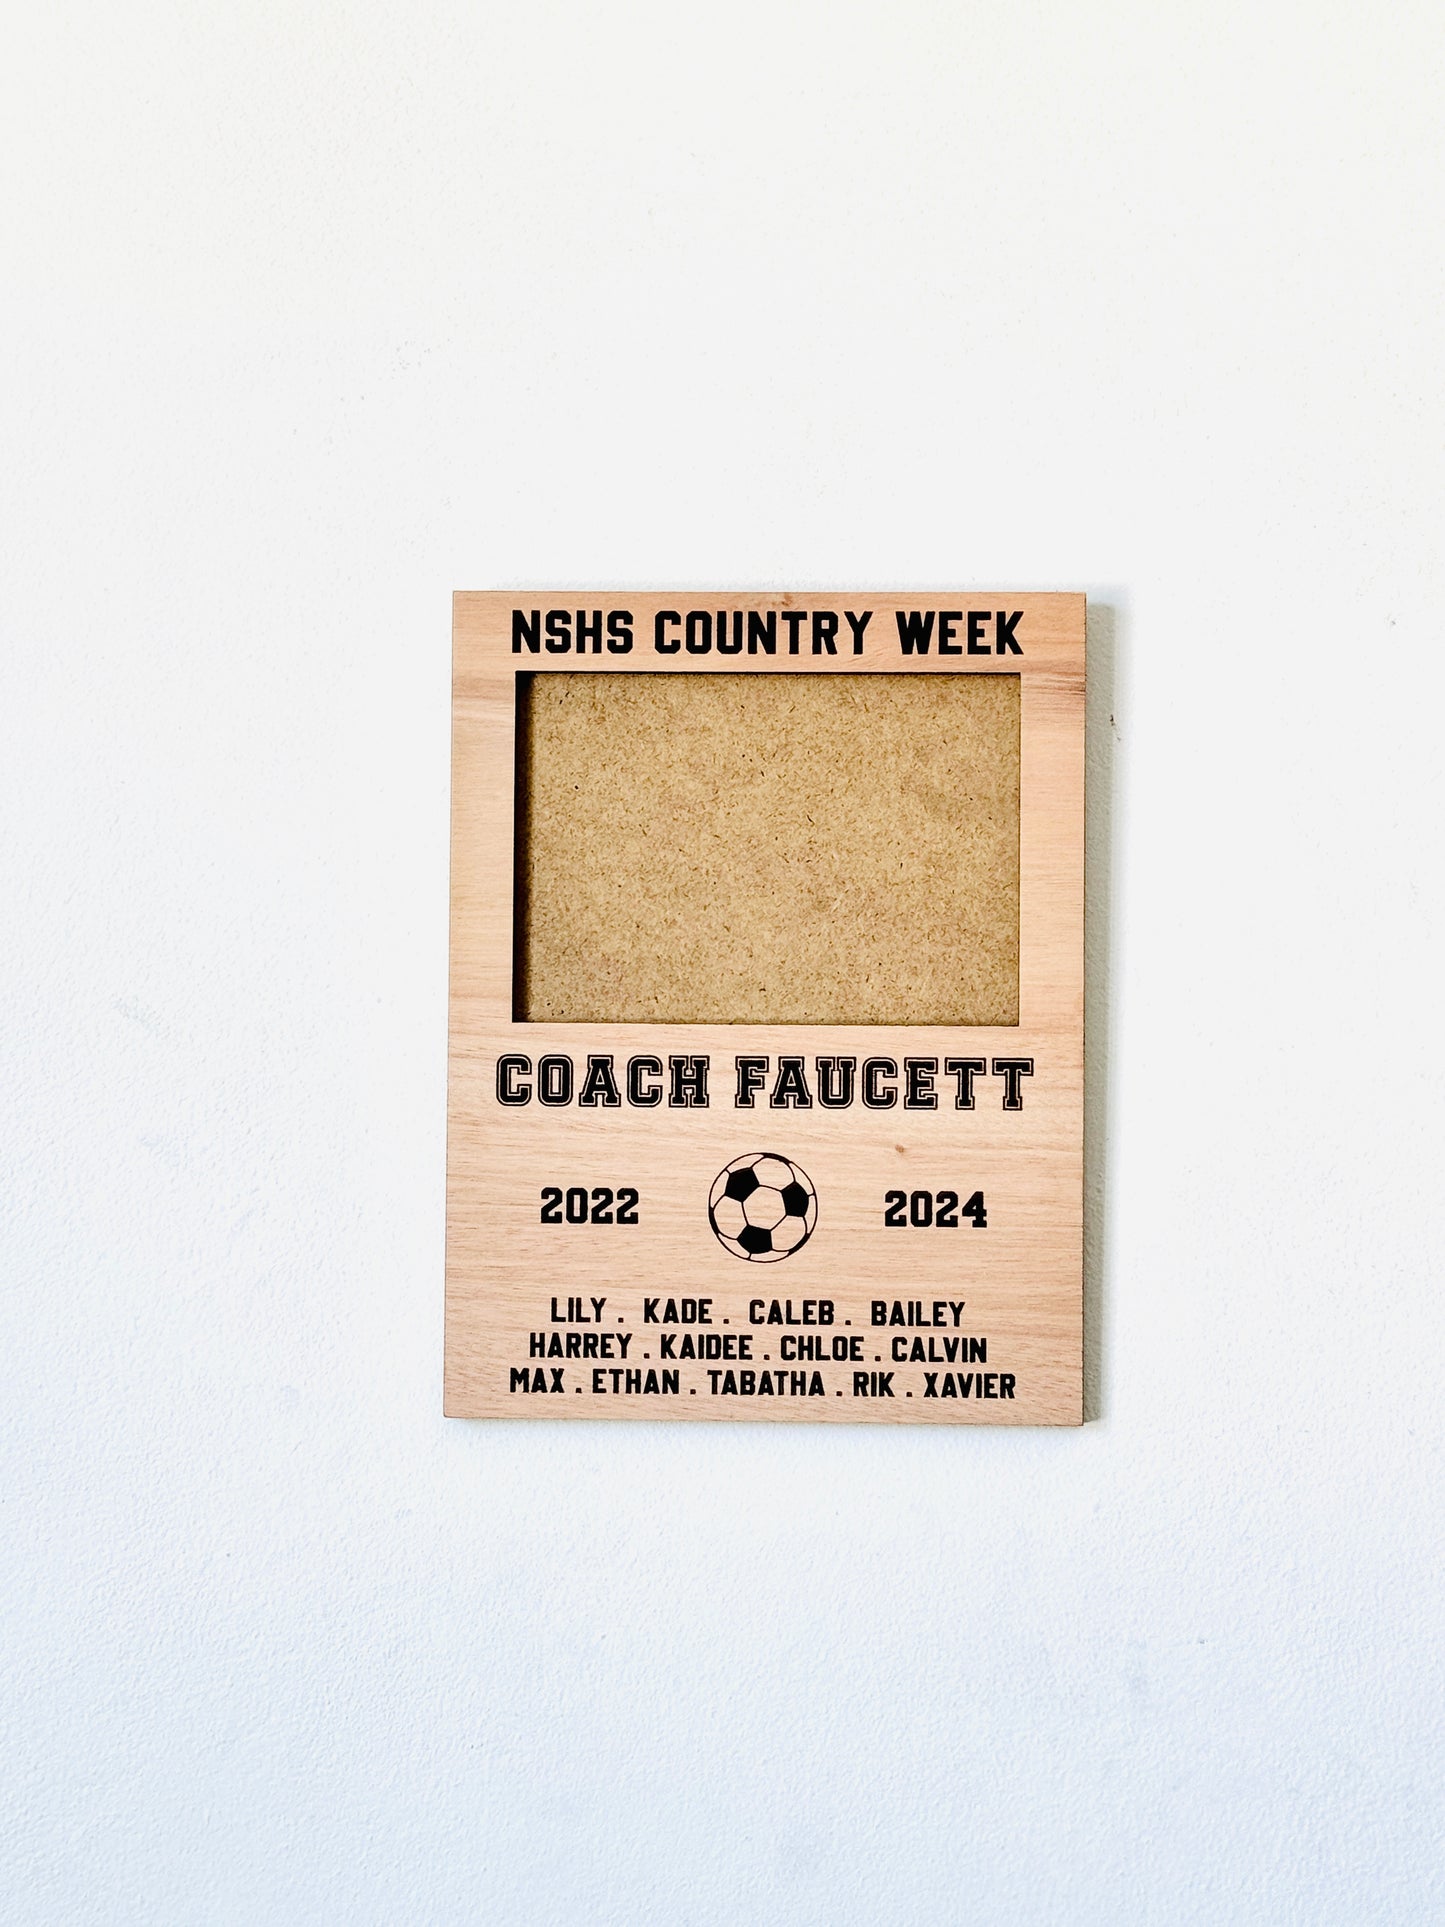 NSHS COUNTRY WEEK
COACH FAUCETT
2022 2024
LILY . KADE . CALEB . BAILEY
HARREY . KAIDEE . CHLOE . CALVIN
MAX . ETHAN . TABATHA . RIK . XAVIER